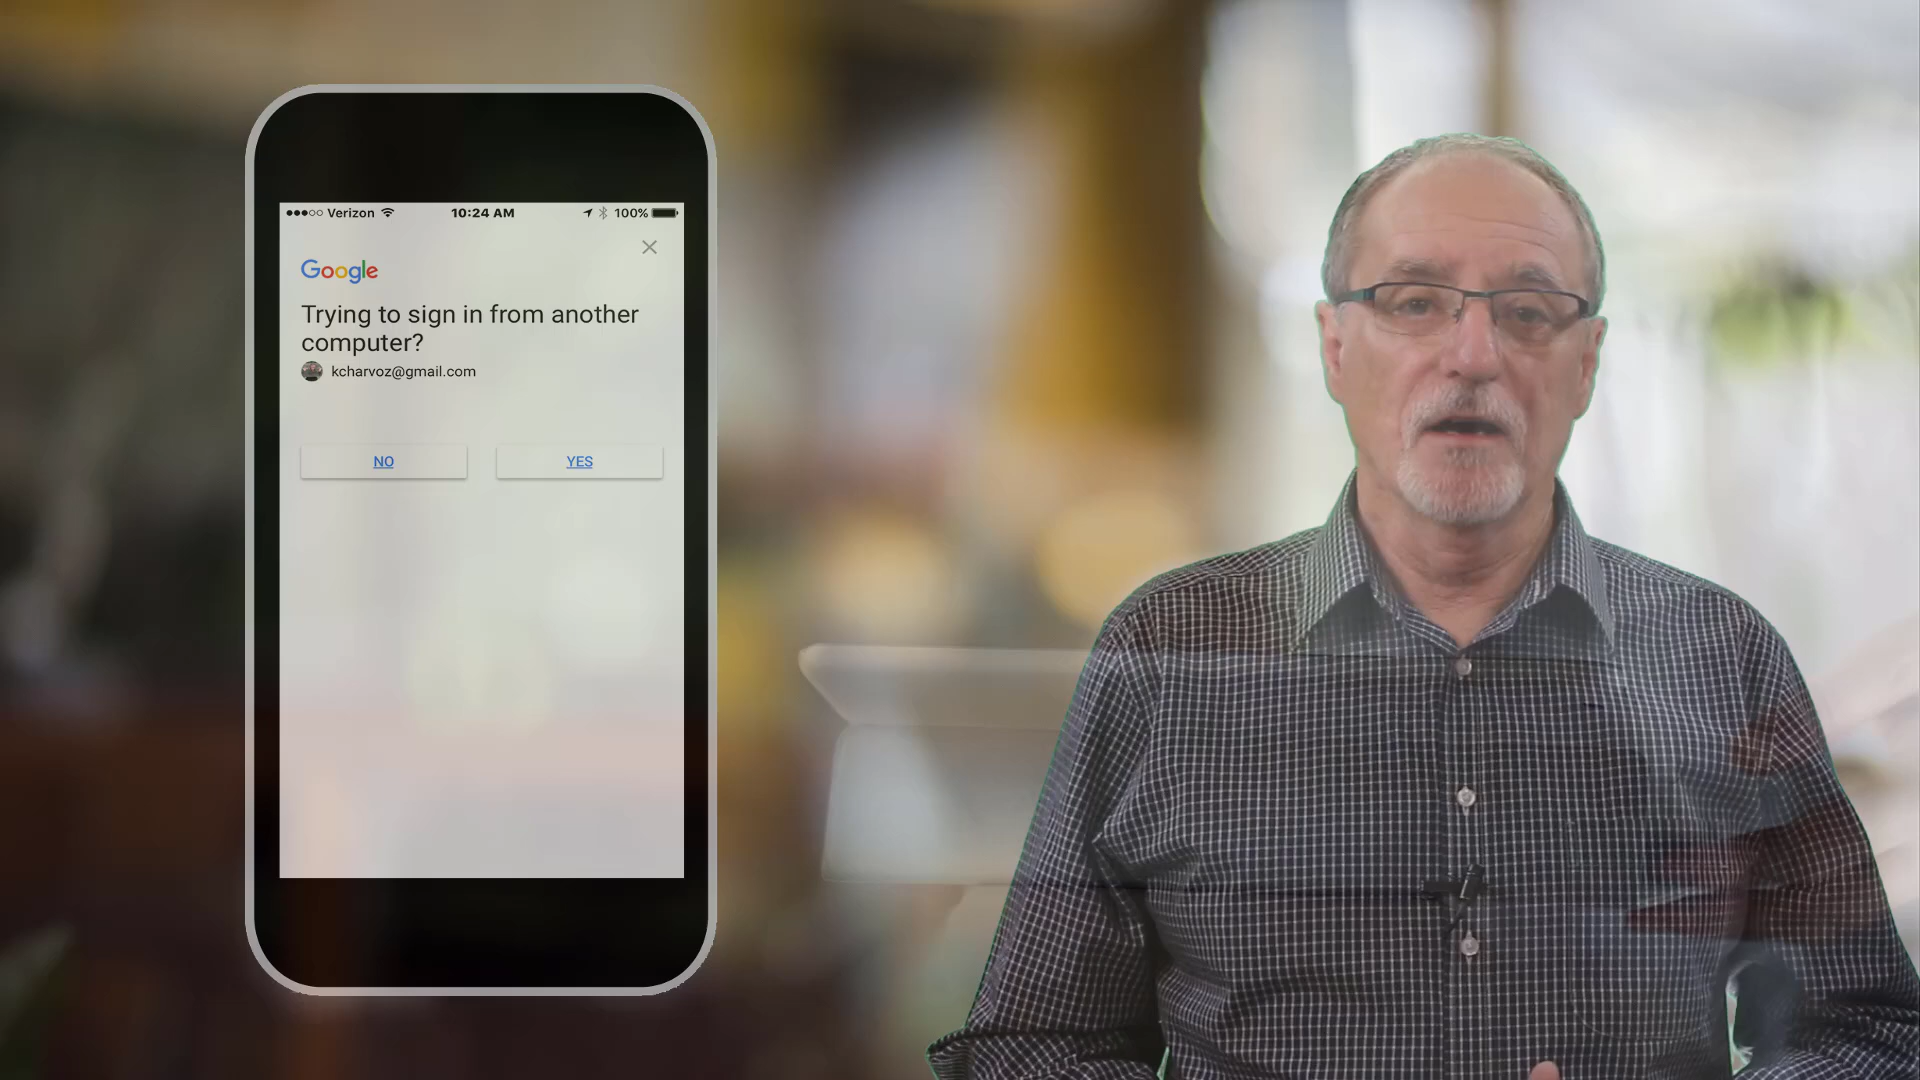 Verizon 10:24 AM 100%
Google
Trying to sign in from another
computer?
kcharvoz@gmail.com
NO YES